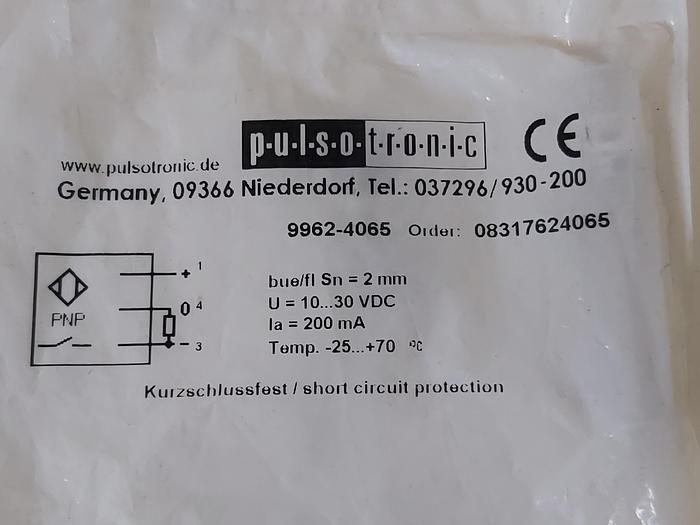 p·u·l·s·o·t·r·o·n·i·c CE
www.pulsotronic.de
Germany, 09366 Niederdorf, Tel.: 037296/930-200
9962-4065 Order: 08317624065
+ 1
0 4
PNP
− 3
bue/fl Sn = 2 mm
U = 10...30 VDC
Ia = 200 mA
Temp. -25...+70 °C
Kurzschlussfest / short circuit protection